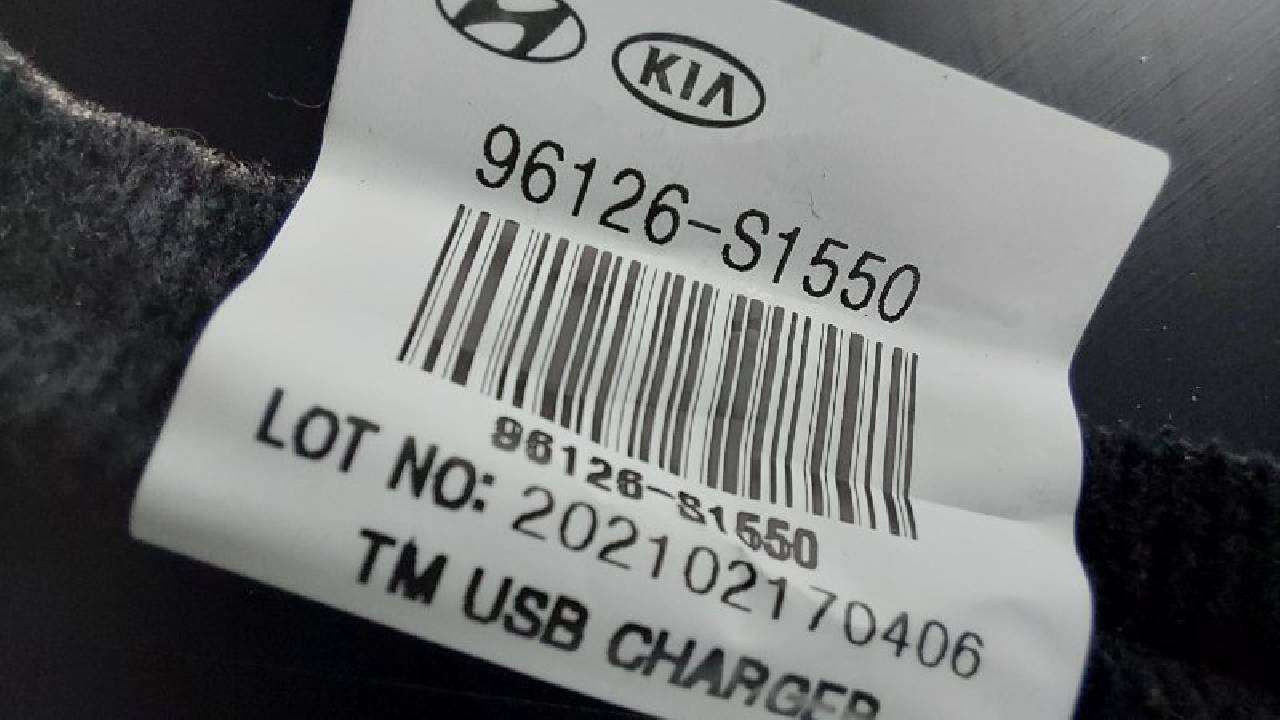 KIA
96126-S1550
96126-S1550
LOT NO: 202102170406
TM USB CHARGER